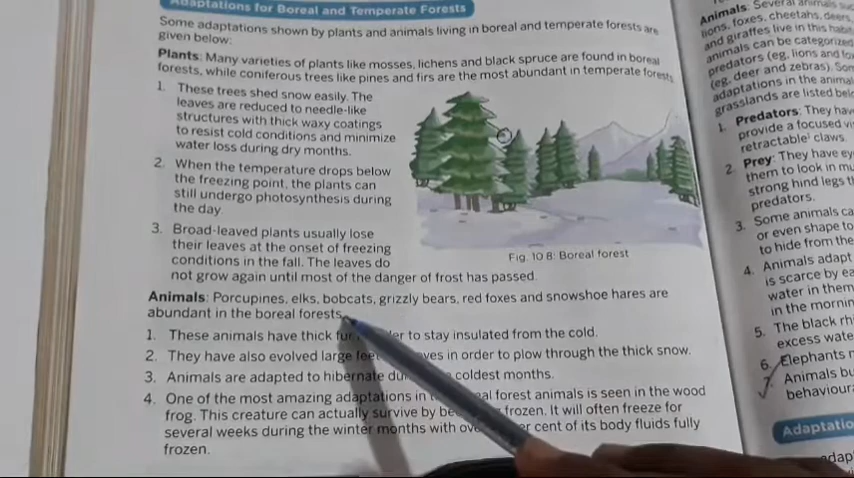 Adaptations for Boreal and Temperate Forests
Some adaptations shown by plants and animals living in boreal and temperate forests are
given below.
Plants: Many varieties of plants like mosses, lichens and black spruce are found in boreal
forests, while coniferous trees like pines and firs are the most abundant in temperate forests
1. These trees shed snow easily. The
leaves are reduced to needle-like
structures with thick waxy coatings
to resist cold conditions and minimize
water loss during dry months.
2. When the temperature drops below
the freezing point, the plants can
still undergo photosynthesis during
the day
3. Broad-leaved plants usually lose
their leaves at the onset of freezing
conditions in the fall. The leaves do
not grow again until most of the danger of frost has passed.
Fig. 10.8: Boreal forest
Animals: Porcupines, elks, bobcats, grizzly bears, red foxes and snowshoe hares are
abundant in the boreal forests.
1. These animals have thick fur to stay insulated from the cold.
2. They have also evolved large feet in order to plow through the thick snow.
3. Animals are adapted to hibernate coldest months.
4. One of the most amazing adaptations in forest animals is seen in the wood
frog. This creature can actually survive by frozen. It will often freeze for
several weeks during the winter months with cent of its body fluids fully
frozen.
Animals: Several animals
lions, foxes, cheetahs, deers,
and giraffes live in this
animals can be categorized
predators (eg, lions and
(eg, deer and zebras).
adaptations in the
grasslands are listed
1. Predators: They
provide a focused
retractable claws.
2. Prey: They have
them to look in
strong hind legs
predators.
3. Some animals
or even shape to
to hide from the
4. Animals adapt
is scarce by
water in
in the
5. The black
excess
6. Elephants
7. Animals